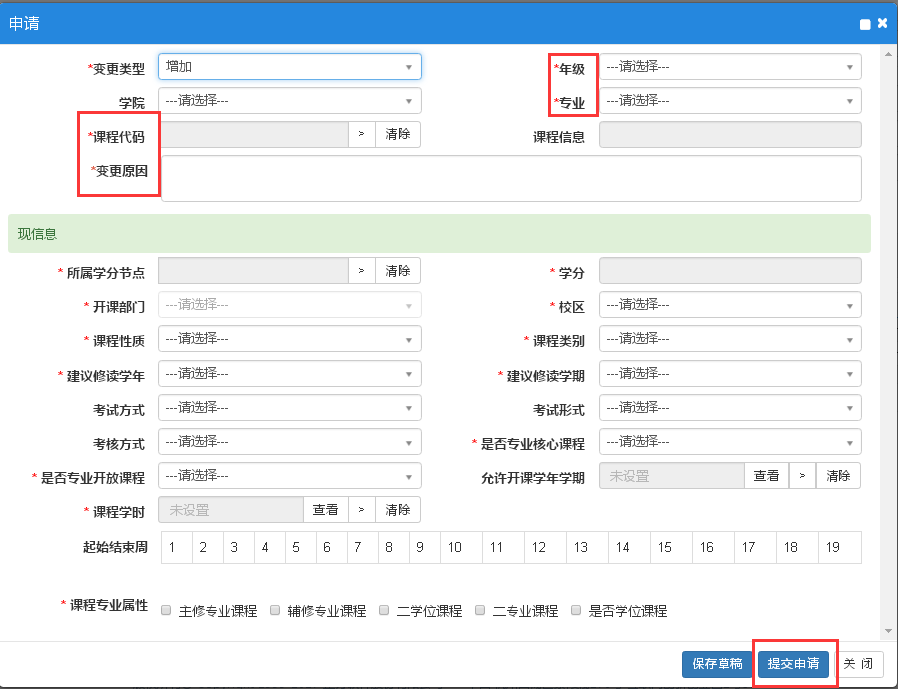 申请
*变更类型 增加 *年级 ---请选择---
学院 ---请选择--- *专业 ---请选择---
*课程代码 > 清除 课程信息
*变更原因
现信息
* 所属学分节点 > 清除 * 学分
* 开课部门 ---请选择--- * 校区 ---请选择---
* 课程性质 ---请选择--- * 课程类别 ---请选择---
* 建议修读学年 ---请选择--- * 建议修读学期 ---请选择---
考试方式 ---请选择--- 考试形式 ---请选择---
考核方式 ---请选择--- * 是否专业核心课程 ---请选择---
* 是否专业开放课程 ---请选择--- 允许开课学年学期 未设置 查看 > 清除
* 课程学时 未设置 查看 > 清除
起始结束周 1 2 3 4 5 6 7 8 9 10 11 12 13 14 15 16 17 18 19
* 课程专业属性 主修专业课程 辅修专业课程 二学位课程 二专业课程 是否学位课程
保存草稿 提交申请 关 闭